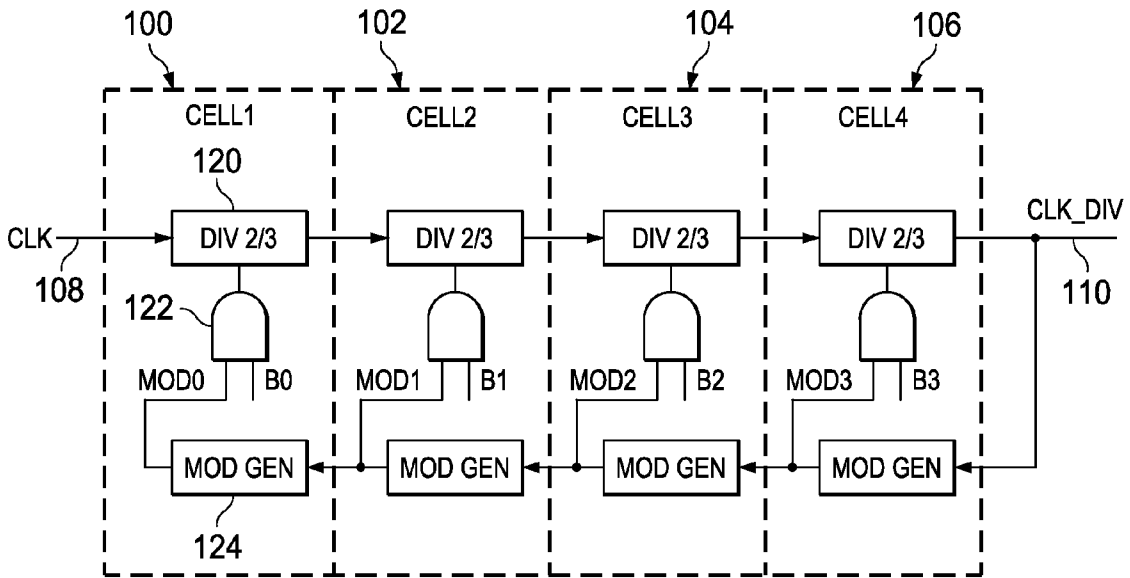 100 102 104 106
CELL1 CELL2 CELL3 CELL4
120
CLK DIV 2/3 DIV 2/3 DIV 2/3 DIV 2/3 CLK_DIV
108 110
122
MOD0 B0 MOD1 B1 MOD2 B2 MOD3 B3
MOD GEN MOD GEN MOD GEN MOD GEN
124